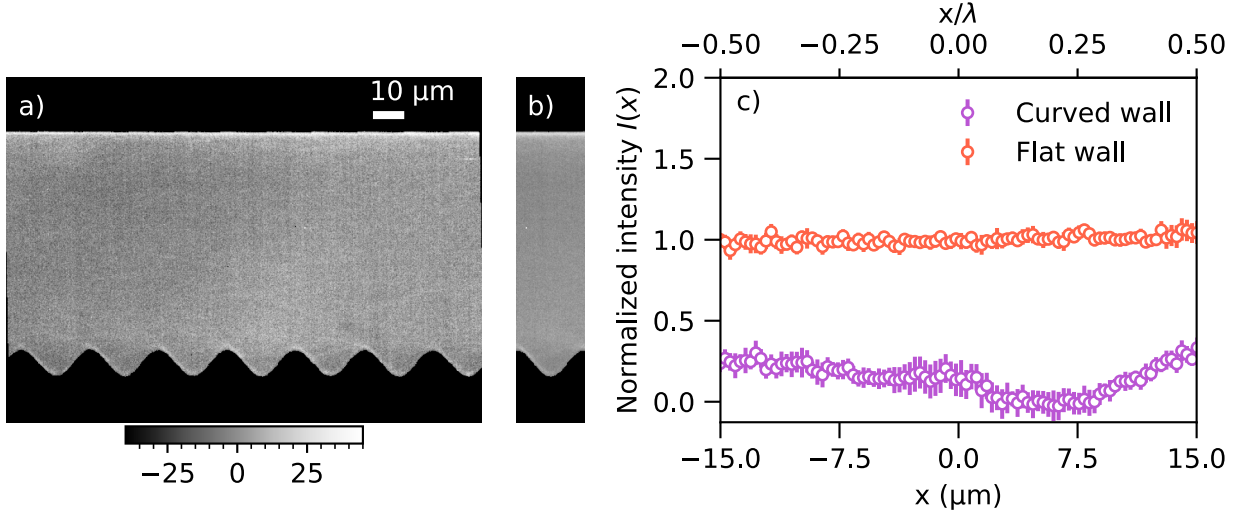 a)
10 µm
b)
−25 0 25
x/λ
−0.50 −0.25 0.00 0.25 0.50
c)
Curved wall
Flat wall
Normalized intensity I(x)
2.0
1.5
1.0
0.5
0.0
−15.0 −7.5 0.0 7.5 15.0
x (µm)